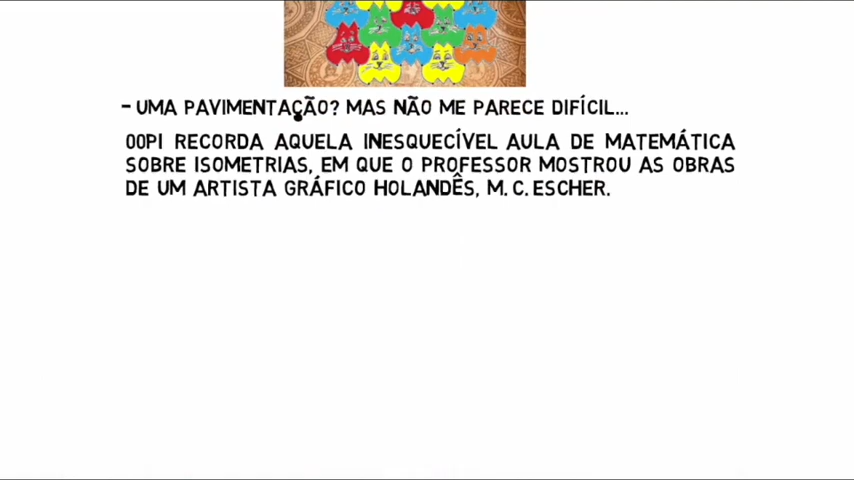 - UMA PAVIMENTAÇÃO? MAS NÃO ME PARECE DIFÍCIL...
00PI RECORDA AQUELA INESQUECÍVEL AULA DE MATEMÁTICA
SOBRE ISOMETRIAS, EM QUE O PROFESSOR MOSTROU AS OBRAS
DE UM ARTISTA GRÁFICO HOLANDÊS, M. C. ESCHER.